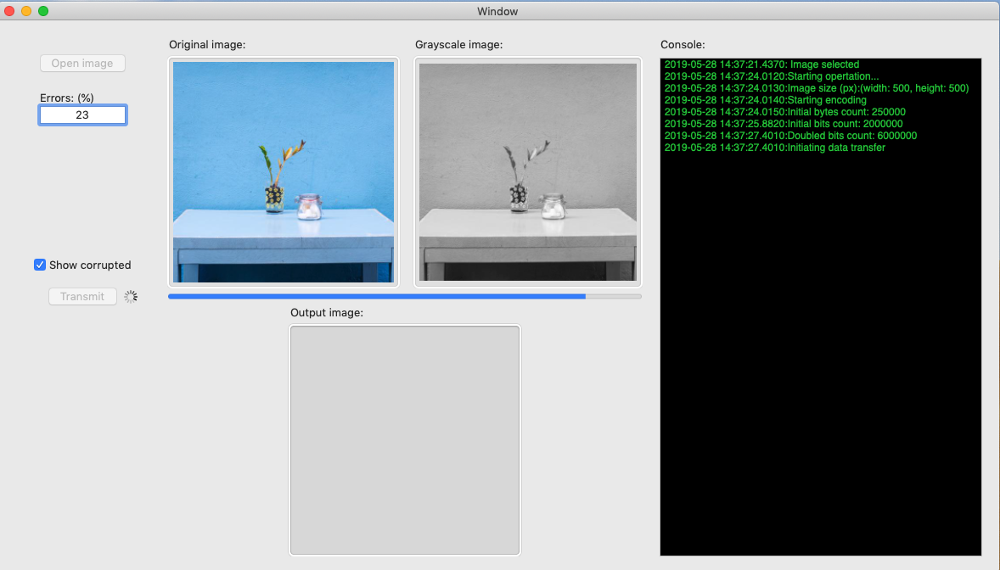 Window
Open image
Errors: (%)
23
Show corrupted
Transmit
Original image:
Grayscale image:
Output image:
Console:
2019-05-28 14:37:21.4370: Image selected
2019-05-28 14:37:24.0120:Starting opertation...
2019-05-28 14:37:24.0130:Image size (px):(width: 500, height: 500)
2019-05-28 14:37:24.0140:Starting encoding
2019-05-28 14:37:24.0150:Initial bytes count: 250000
2019-05-28 14:37:25.8820:Initial bits count: 2000000
2019-05-28 14:37:27.4010:Doubled bits count: 6000000
2019-05-28 14:37:27.4010:Initiating data transfer